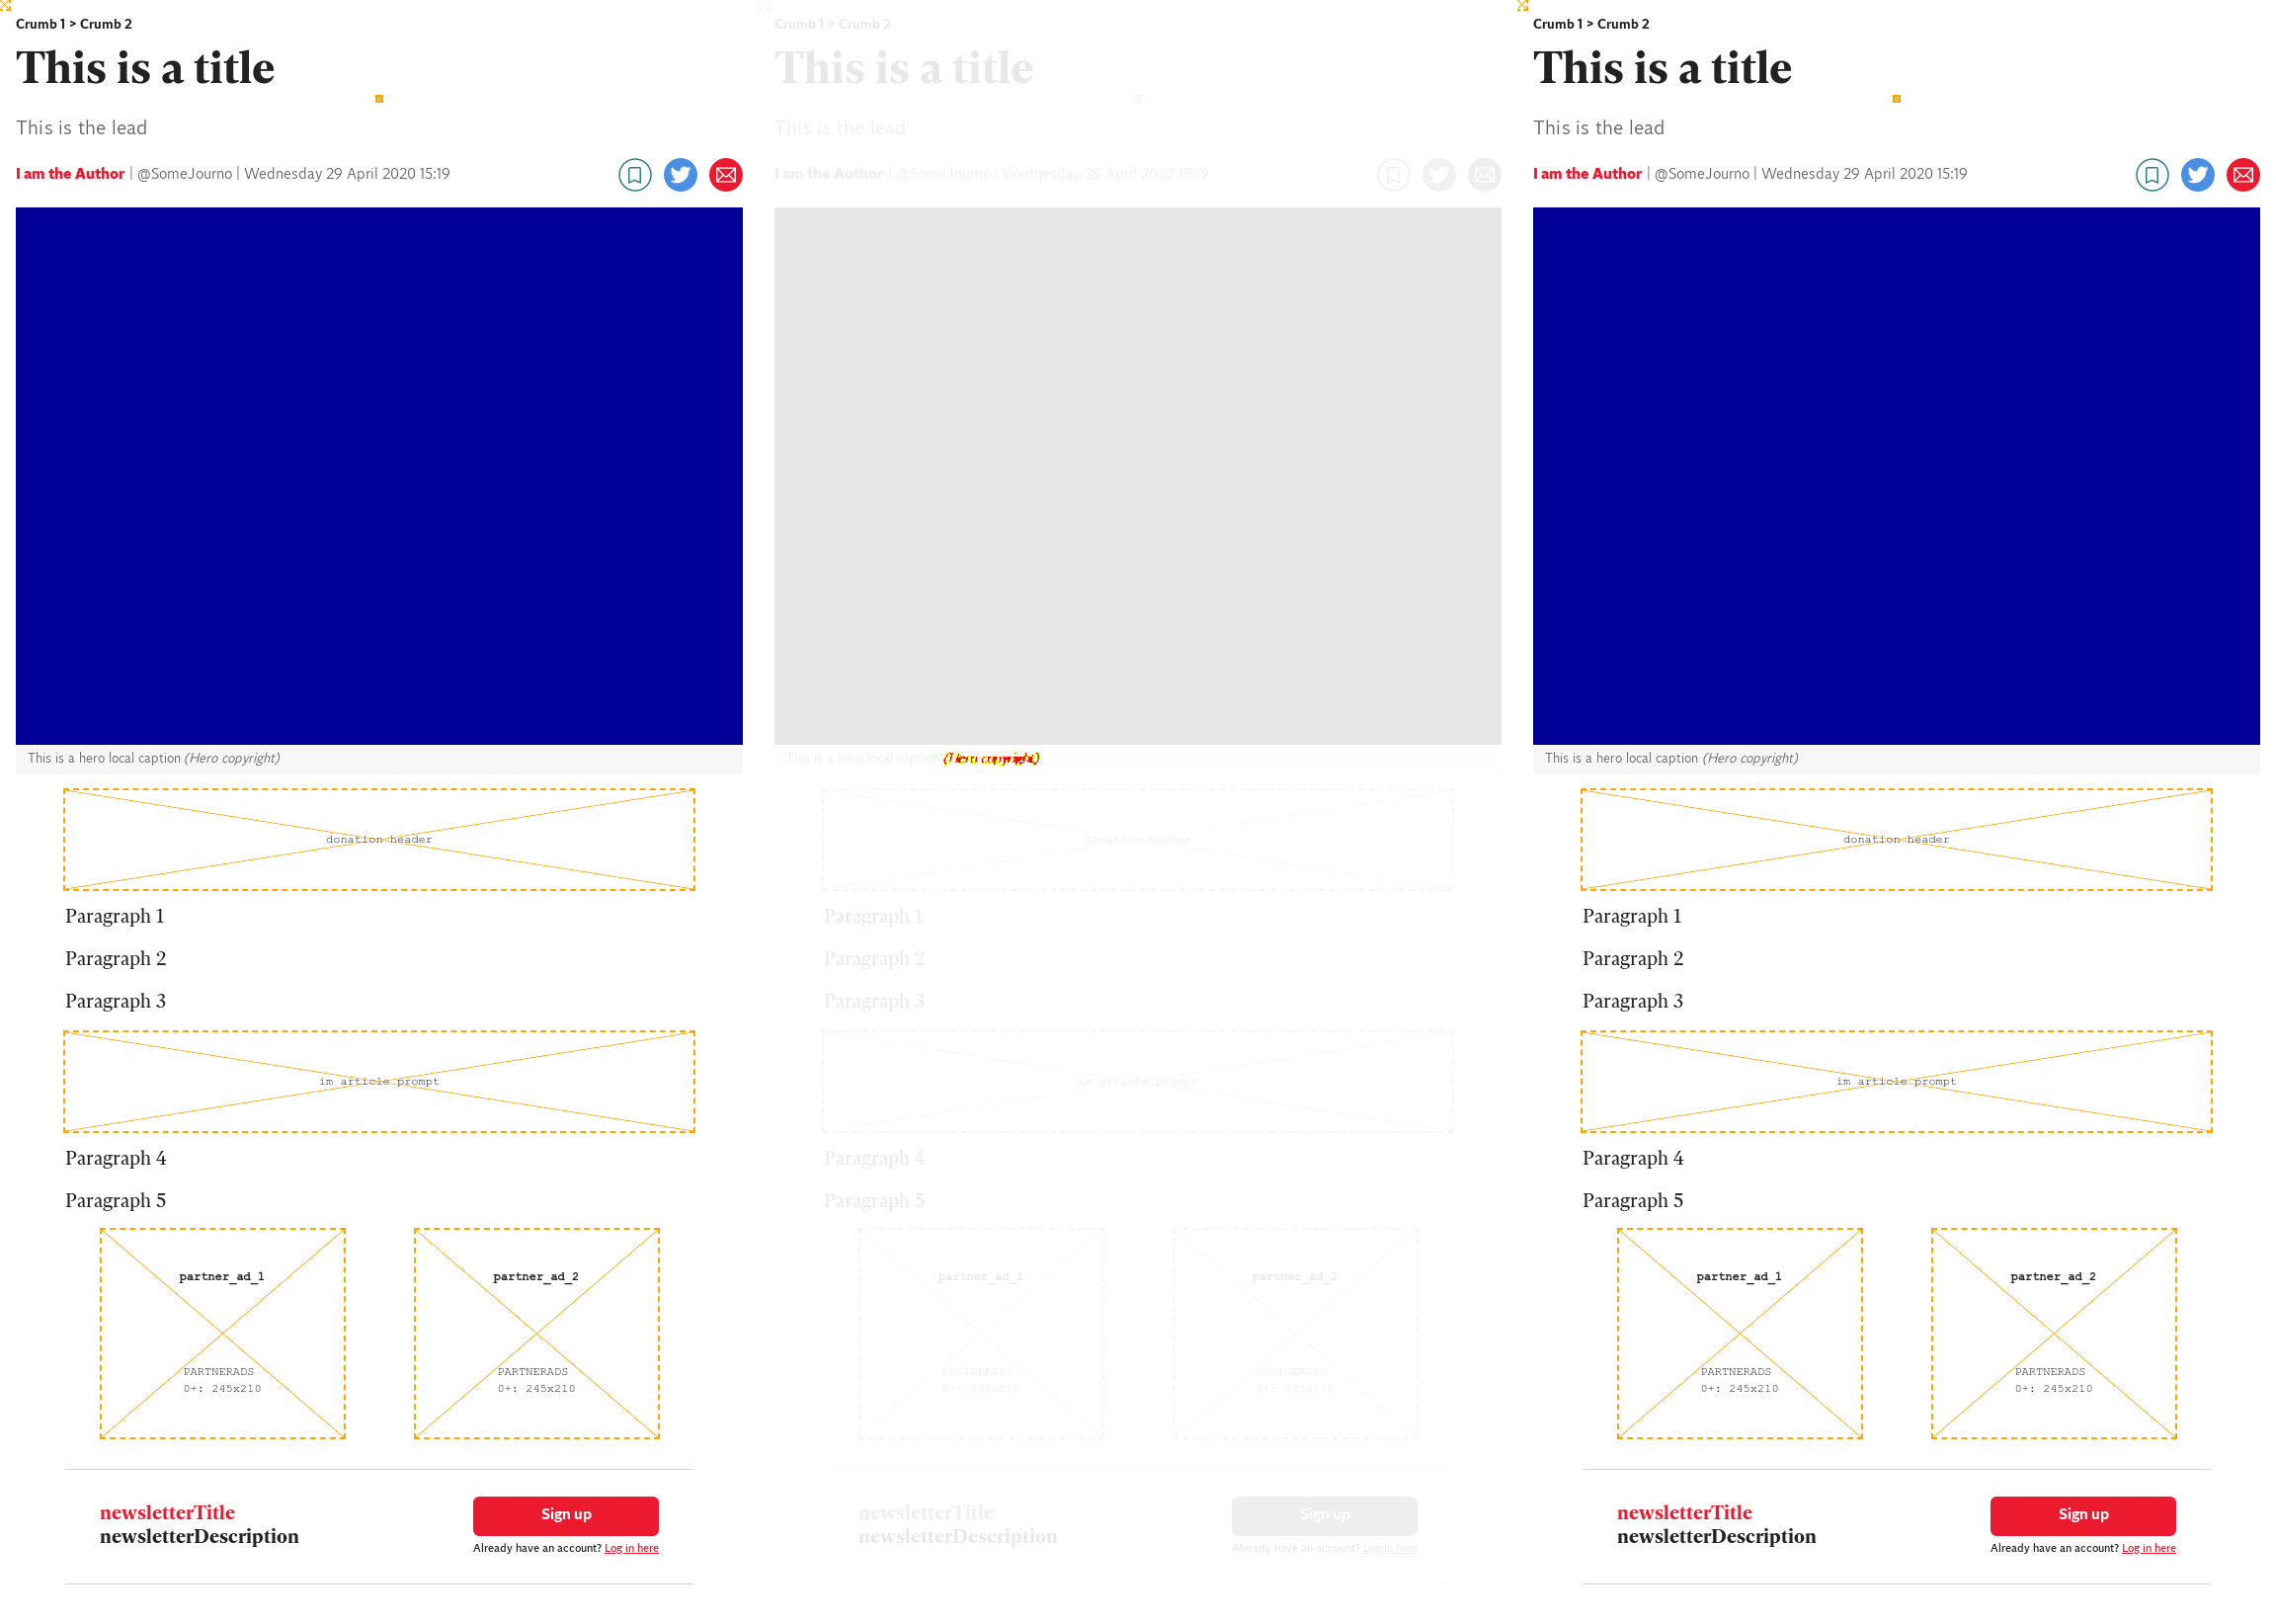 Crumb 1 > Crumb 2
This is a title
This is the lead
I am the Author | @SomeJourno | Wednesday 29 April 2020 15:19
This is a hero local caption (Hero copyright)
donation header
Paragraph 1
Paragraph 2
Paragraph 3
im article prompt
Paragraph 4
Paragraph 5
partner_ad_1
PARTNERADS
0+: 245x210
partner_ad_2
PARTNERADS
0+: 245x210
newsletterTitle
newsletterDescription
Sign up
Already have an account? Log in here
Crumb 1 > Crumb 2
This is a title
This is the lead
I am the Author | @SomeJourno | Wednesday 29 April 2020 15:19
This is a hero local caption (Hero copyright)
donation header
Paragraph 1
Paragraph 2
Paragraph 3
im article prompt
Paragraph 4
Paragraph 5
partner_ad_1
PARTNERADS
0+: 245x210
partner_ad_2
PARTNERADS
0+: 245x210
newsletterTitle
newsletterDescription
Sign up
Already have an account? Log in here
Crumb 1 > Crumb 2
This is a title
This is the lead
I am the Author | @SomeJourno | Wednesday 29 April 2020 15:19
This is a hero local caption (Hero copyright)
donation header
Paragraph 1
Paragraph 2
Paragraph 3
im article prompt
Paragraph 4
Paragraph 5
partner_ad_1
PARTNERADS
0+: 245x210
partner_ad_2
PARTNERADS
0+: 245x210
newsletterTitle
newsletterDescription
Sign up
Already have an account? Log in here